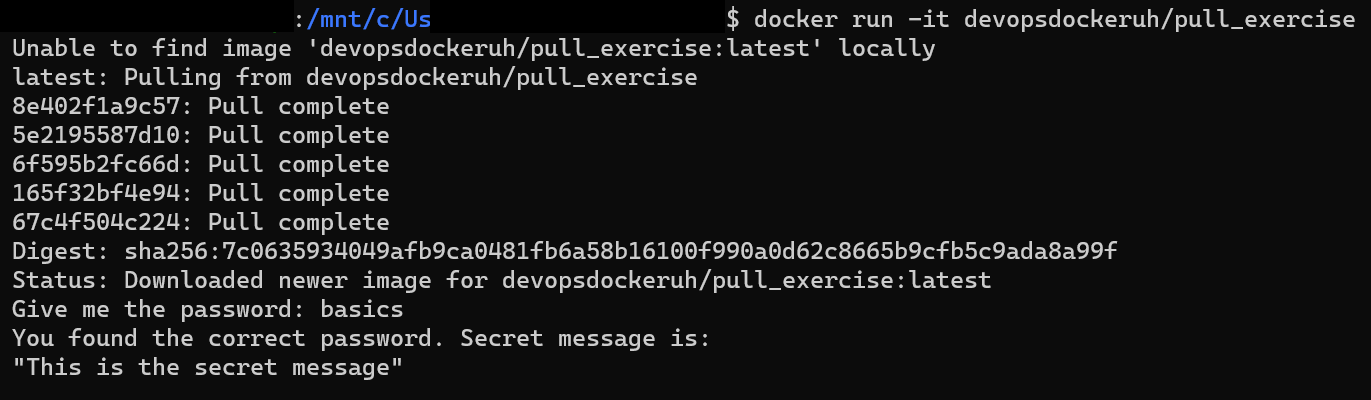 :/mnt/c/Us $ docker run -it devopsdockeruh/pull_exercise
Unable to find image 'devopsdockeruh/pull_exercise:latest' locally
latest: Pulling from devopsdockeruh/pull_exercise
8e402f1a9c57: Pull complete
5e2195587d10: Pull complete
6f595b2fc66d: Pull complete
165f32bf4e94: Pull complete
67c4f504c224: Pull complete
Digest: sha256:7c0635934049afb9ca0481fb6a58b16100f990a0d62c8665b9cfb5c9ada8a99f
Status: Downloaded newer image for devopsdockeruh/pull_exercise:latest
Give me the password: basics
You found the correct password. Secret message is:
"This is the secret message"